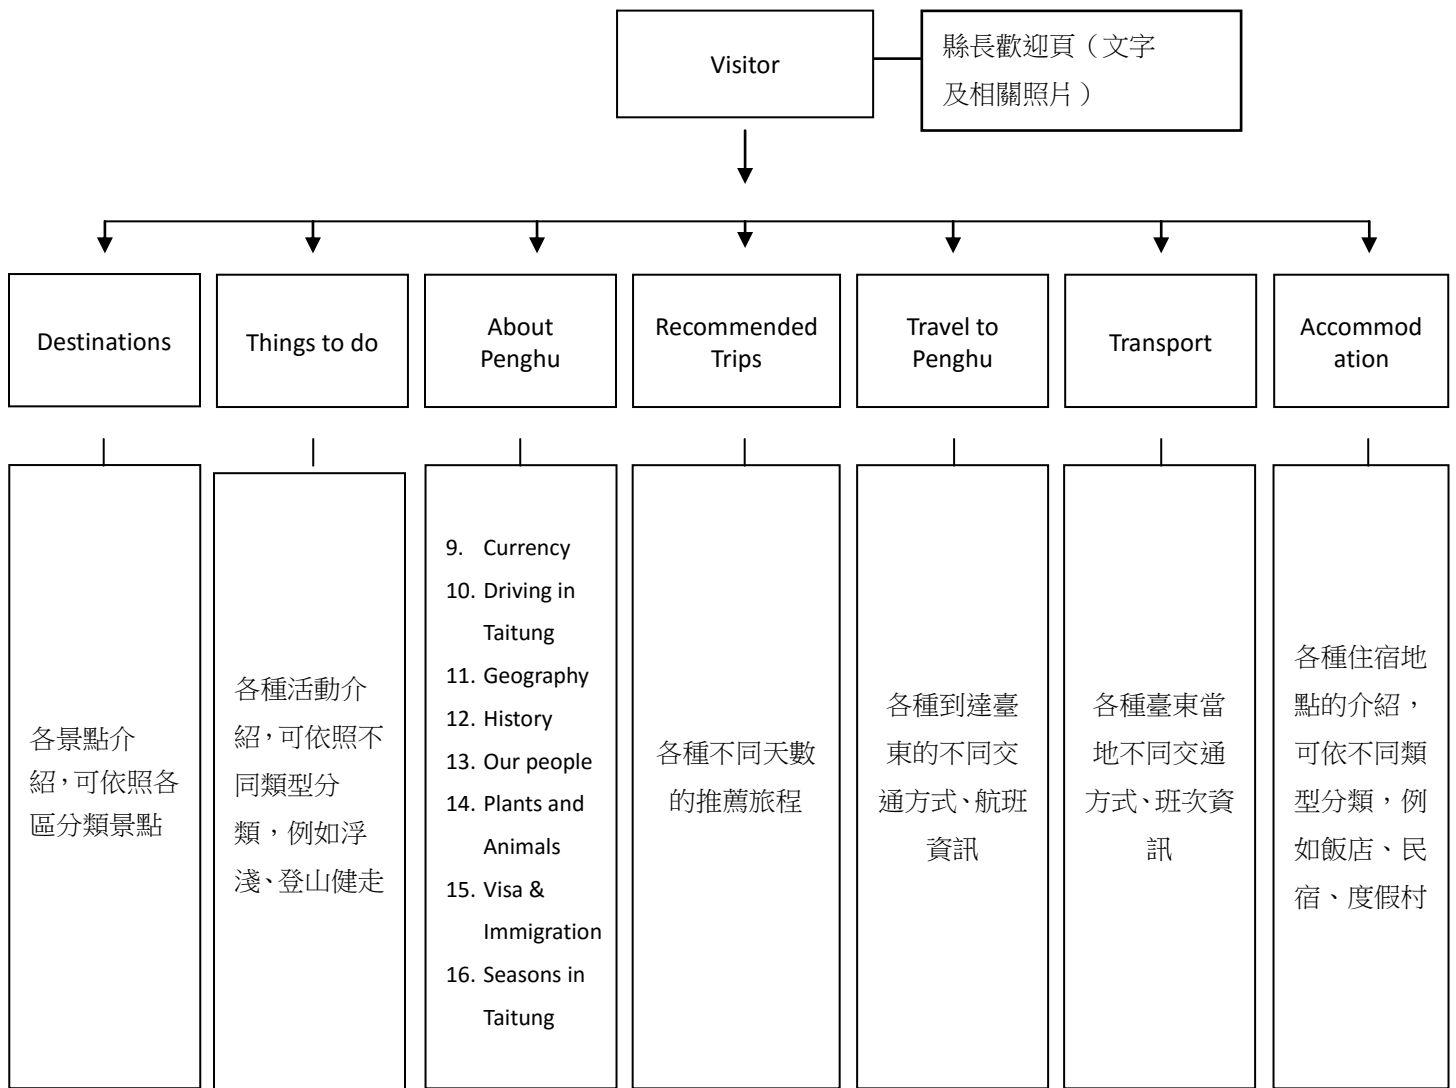 Visitor
縣長歡迎頁（文字
及相關照片）
Destinations
Things to do
About
Penghu
Recommended
Trips
Travel to
Penghu
Transport
Accommod
ation
各景點介
紹，可依照各
區分類景點
各種活動介
紹，可依照不
同類型分
類，例如浮
淺、登山健走
9. Currency
10. Driving in
Taitung
11. Geography
12. History
13. Our people
14. Plants and
Animals
15. Visa &
Immigration
16. Seasons in
Taitung
各種不同天數
的推薦旅程
各種到達臺
東的不同交
通方式、航班
資訊
各種臺東當
地不同交通
方式、班次資
訊
各種住宿地
點的介紹，
可依不同類
型分類，例
如飯店、民
宿、度假村